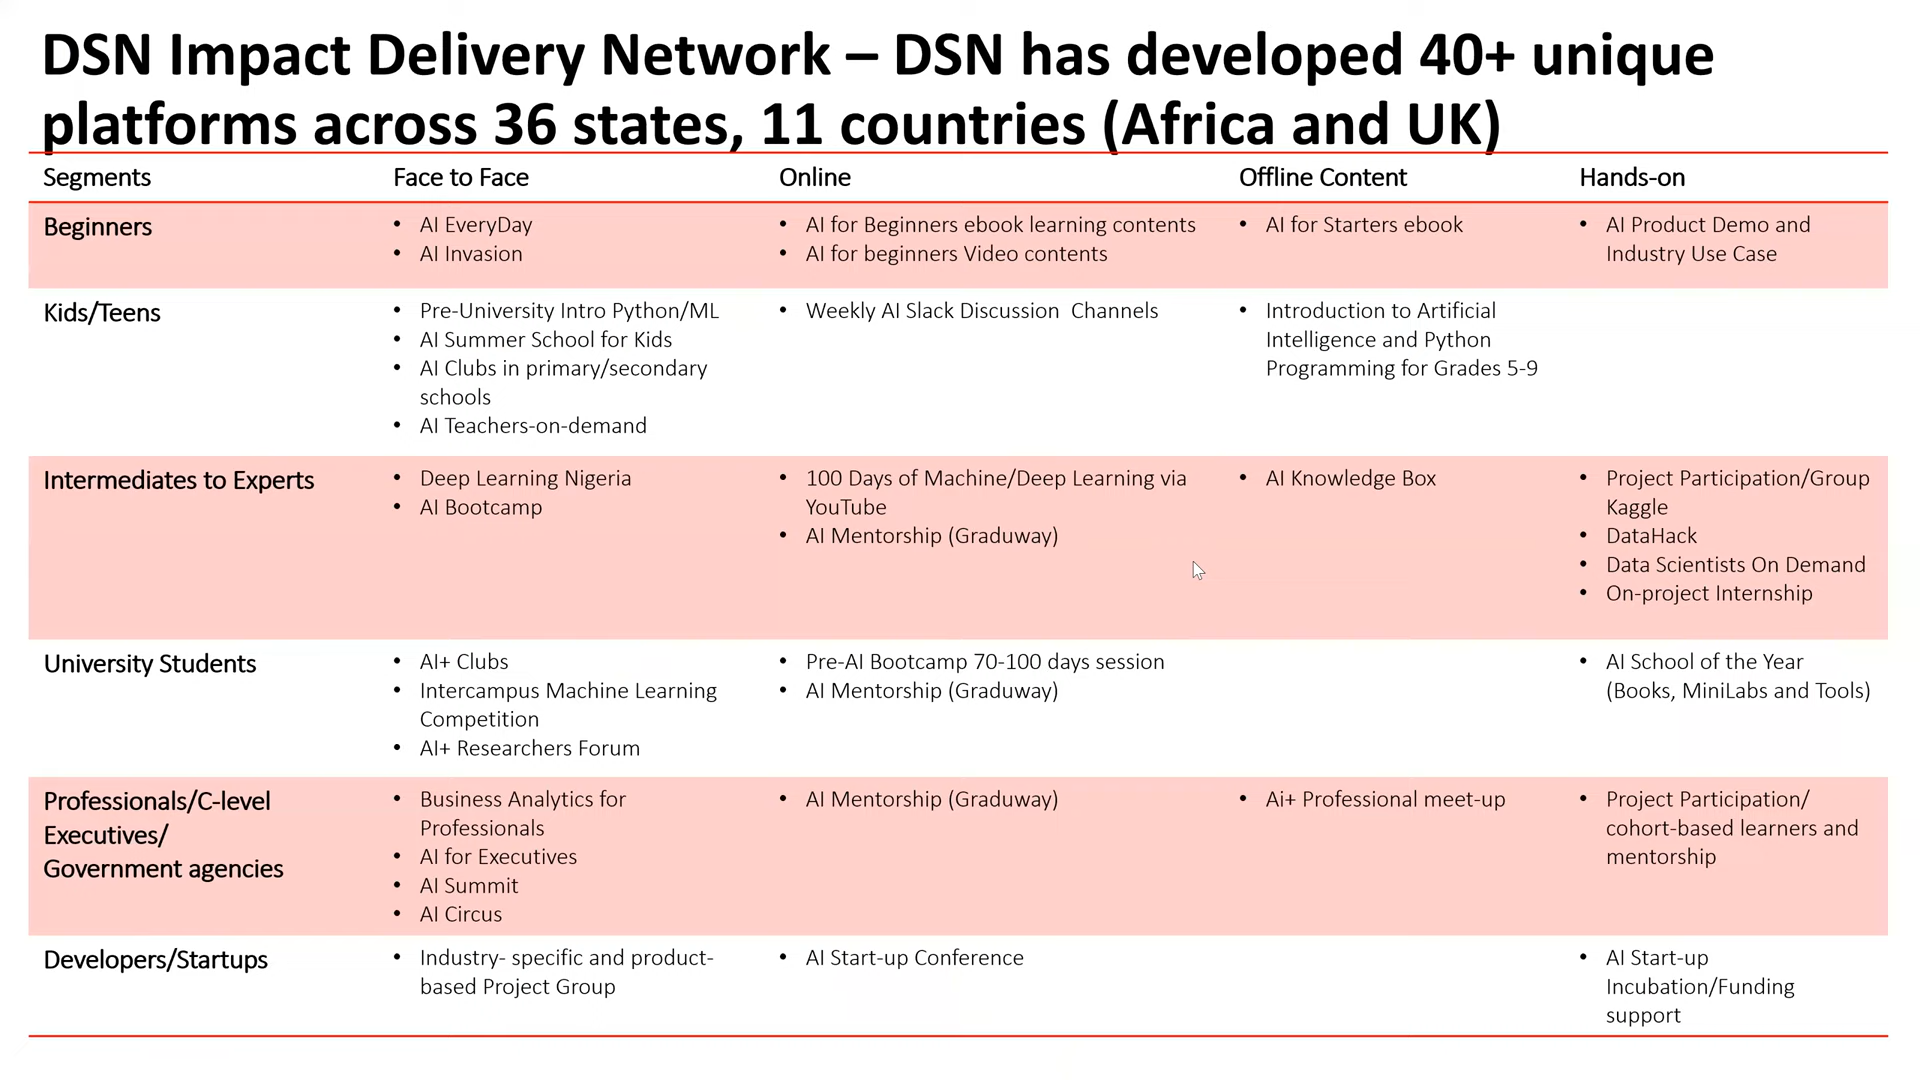 DSN Impact Delivery Network – DSN has developed 40+ unique
platforms across 36 states, 11 countries (Africa and UK)
Segments
Face to Face
Online
Offline Content
Hands-on
Beginners
• AI EveryDay
• AI Invasion
• AI for Beginners ebook learning contents
• AI for beginners Video contents
• AI for Starters ebook
• AI Product Demo and
Industry Use Case
Kids/Teens
• Pre-University Intro Python/ML
• AI Summer School for Kids
• AI Clubs in primary/secondary
schools
• AI Teachers-on-demand
• Weekly AI Slack Discussion  Channels
• Introduction to Artificial
Intelligence and Python
Programming for Grades 5-9
Intermediates to Experts
• Deep Learning Nigeria
• AI Bootcamp
• 100 Days of Machine/Deep Learning via
YouTube
• AI Mentorship (Graduway)
• AI Knowledge Box
• Project Participation/Group
Kaggle
• DataHack
• Data Scientists On Demand
• On-project Internship
University Students
• AI+ Clubs
• Intercampus Machine Learning
Competition
• AI+ Researchers Forum
• Pre-AI Bootcamp 70-100 days session
• AI Mentorship (Graduway)
• AI School of the Year
(Books, MiniLabs and Tools)
Professionals/C-level
Executives/
Government agencies
• Business Analytics for
Professionals
• AI for Executives
• AI Summit
• AI Circus
• AI Mentorship (Graduway)
• Ai+ Professional meet-up
• Project Participation/
cohort-based learners and
mentorship
Developers/Startups
• Industry- specific and product-
based Project Group
• AI Start-up Conference
• AI Start-up
Incubation/Funding
support